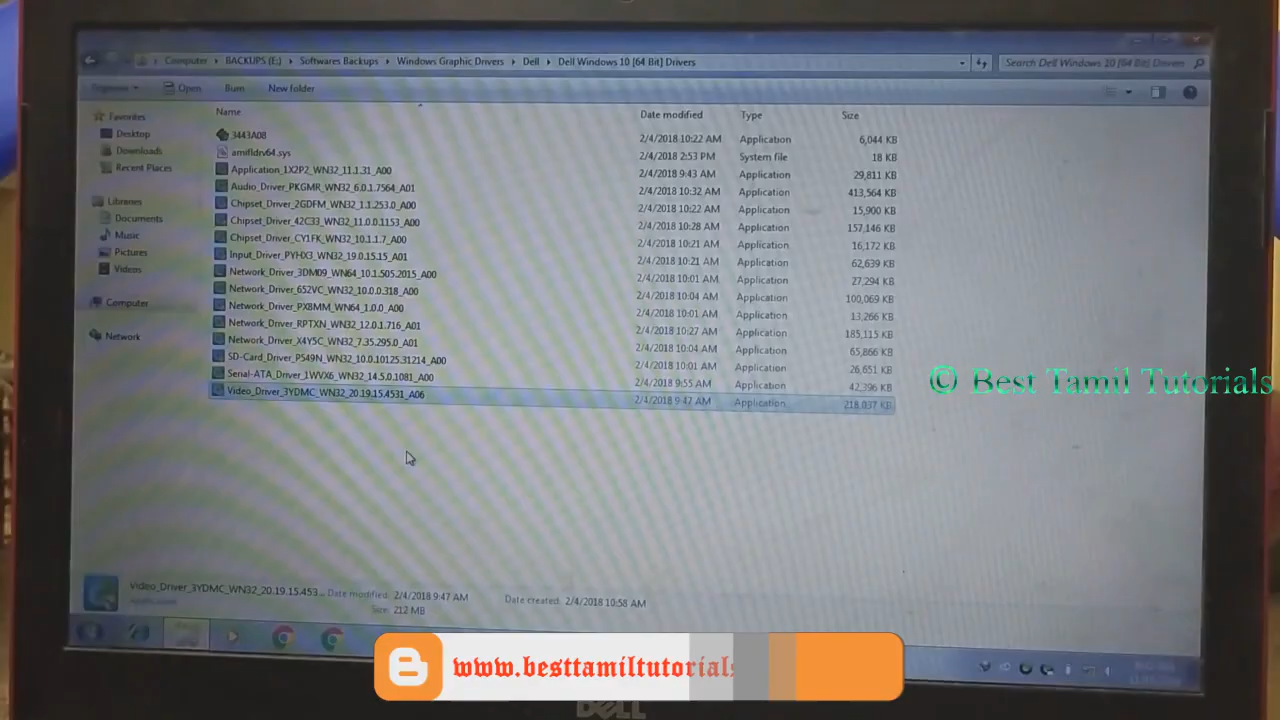 Computer ▸ BACKUPS (E:) ▸ Softwares Backups ▸ Windows Graphic Drivers ▸ Dell ▸ Dell Windows 10 [64 Bit] Drivers
Search Dell Windows 10 [64 Bit] Drivers
Organize Open Burn New folder
Name Date modified Type Size
Favorites
Desktop
Downloads
Recent Places
Libraries
Documents
Music
Pictures
Videos
Computer
Network
3443A08 2/4/2018 10:22 AM Application 6,044 KB
amifldrv64.sys 2/4/2018 2:53 PM System file 18 KB
Application_1X2P2_WN32_11.1.31_A00 2/4/2018 9:43 AM Application 29,811 KB
Audio_Driver_PKGMR_WN32_6.0.1.7564_A01 2/4/2018 10:32 AM Application 413,564 KB
Chipset_Driver_2GDFM_WN32_1.1.253.0_A00 2/4/2018 10:22 AM Application 15,900 KB
Chipset_Driver_42C33_WN32_11.0.0.1153_A00 2/4/2018 10:28 AM Application 157,146 KB
Chipset_Driver_CY1FK_WN32_10.1.1.7_A00 2/4/2018 10:21 AM Application 16,172 KB
Input_Driver_PYHX3_WN32_19.0.15.15_A01 2/4/2018 10:21 AM Application 62,639 KB
Network_Driver_3DM09_WN64_10.1.505.2015_A00 2/4/2018 10:01 AM Application 27,294 KB
Network_Driver_652VC_WN32_10.0.0.318_A00 2/4/2018 10:04 AM Application 100,069 KB
Network_Driver_PX8MM_WN64_1.0.0_A00 2/4/2018 10:01 AM Application 13,266 KB
Network_Driver_RPTXN_WN32_12.0.1.716_A01 2/4/2018 10:27 AM Application 185,115 KB
Network_Driver_X4Y5C_WN32_7.35.295.0_A01 2/4/2018 10:04 AM Application 65,866 KB
SD-Card_Driver_P549N_WN32_10.0.10125.31214_A00 2/4/2018 10:01 AM Application 26,651 KB
Serial-ATA_Driver_1WVX6_WN32_14.5.0.1081_A00 2/4/2018 9:55 AM Application 42,396 KB
Video_Driver_3YDMC_WN32_20.19.15.4531_A06 2/4/2018 9:47 AM Application 218,037 KB
© Best Tamil Tutorials
Video_Driver_3YDMC_WN32_20.19.15.453... Date modified: 2/4/2018 9:47 AM Date created: 2/4/2018 10:58 AM
Application Size: 212 MB
www.besttamiltutorials
DELL